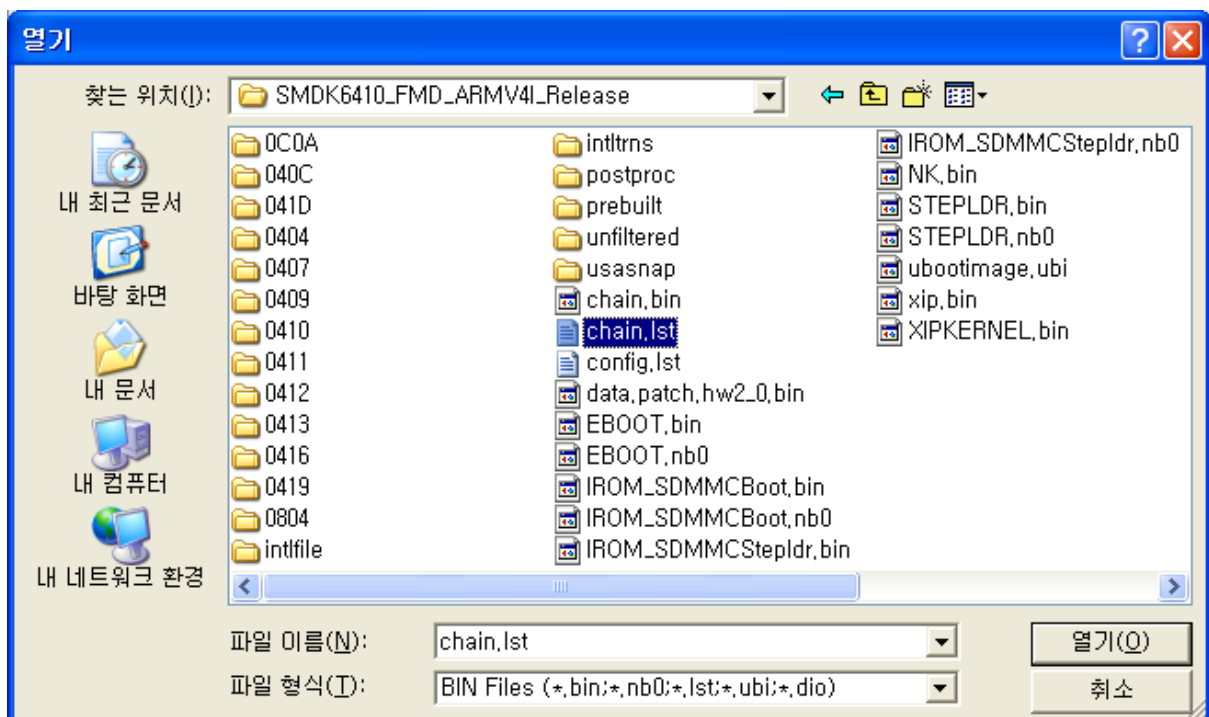 열기
찾는 위치(I):
SMDK6410_FMD_ARMV4I_Release
내 최근 문서
바탕 화면
내 문서
내 컴퓨터
내 네트워크 환경
0C0A
040C
041D
0404
0407
0409
0410
0411
0412
0413
0416
0419
0804
intlfile
intltrns
postproc
prebuilt
unfiltered
usasnap
chain,bin
chain,lst
config,lst
data,patch,hw2_0,bin
EBOOT,bin
EBOOT,nb0
IROM_SDMMCBoot,bin
IROM_SDMMCBoot,nb0
IROM_SDMMCStepldr,bin
IROM_SDMMCStepldr,nb0
NK,bin
STEPLDR,bin
STEPLDR,nb0
ubootimage,ubi
xip,bin
XIPKERNEL,bin
파일 이름(N):
chain,lst
열기(O)
파일 형식(T):
BIN Files (*,bin;*,nb0;*,lst;*,ubi;*,dio)
취소